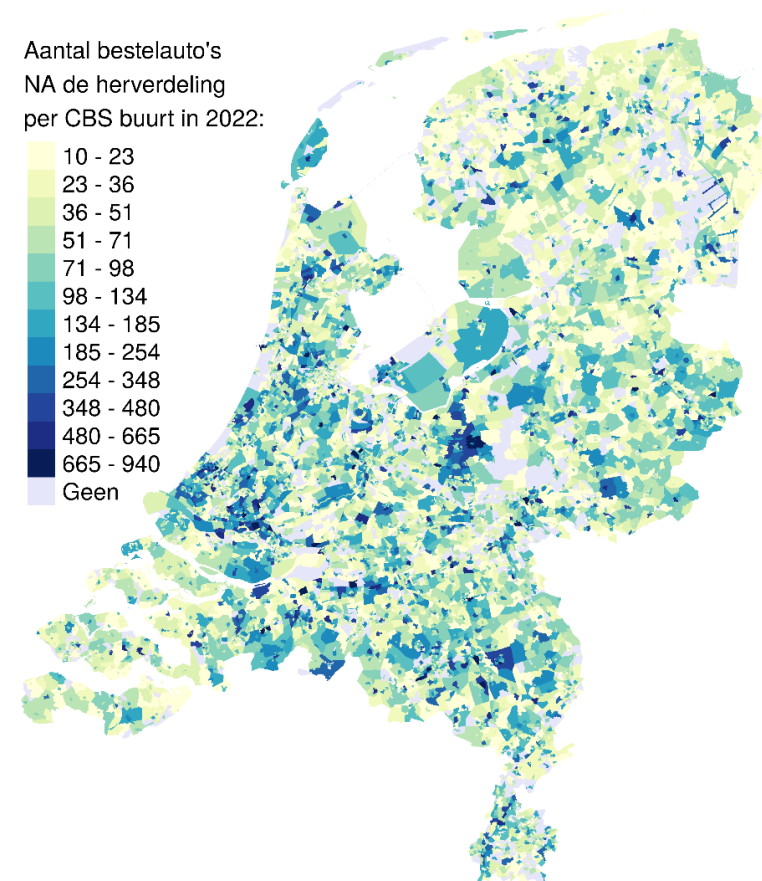 Aantal bestelauto's
NA de herverdeling
per CBS buurt in 2022:
10 - 23
23 - 36
36 - 51
51 - 71
71 - 98
98 - 134
134 - 185
185 - 254
254 - 348
348 - 480
480 - 665
665 - 940
Geen